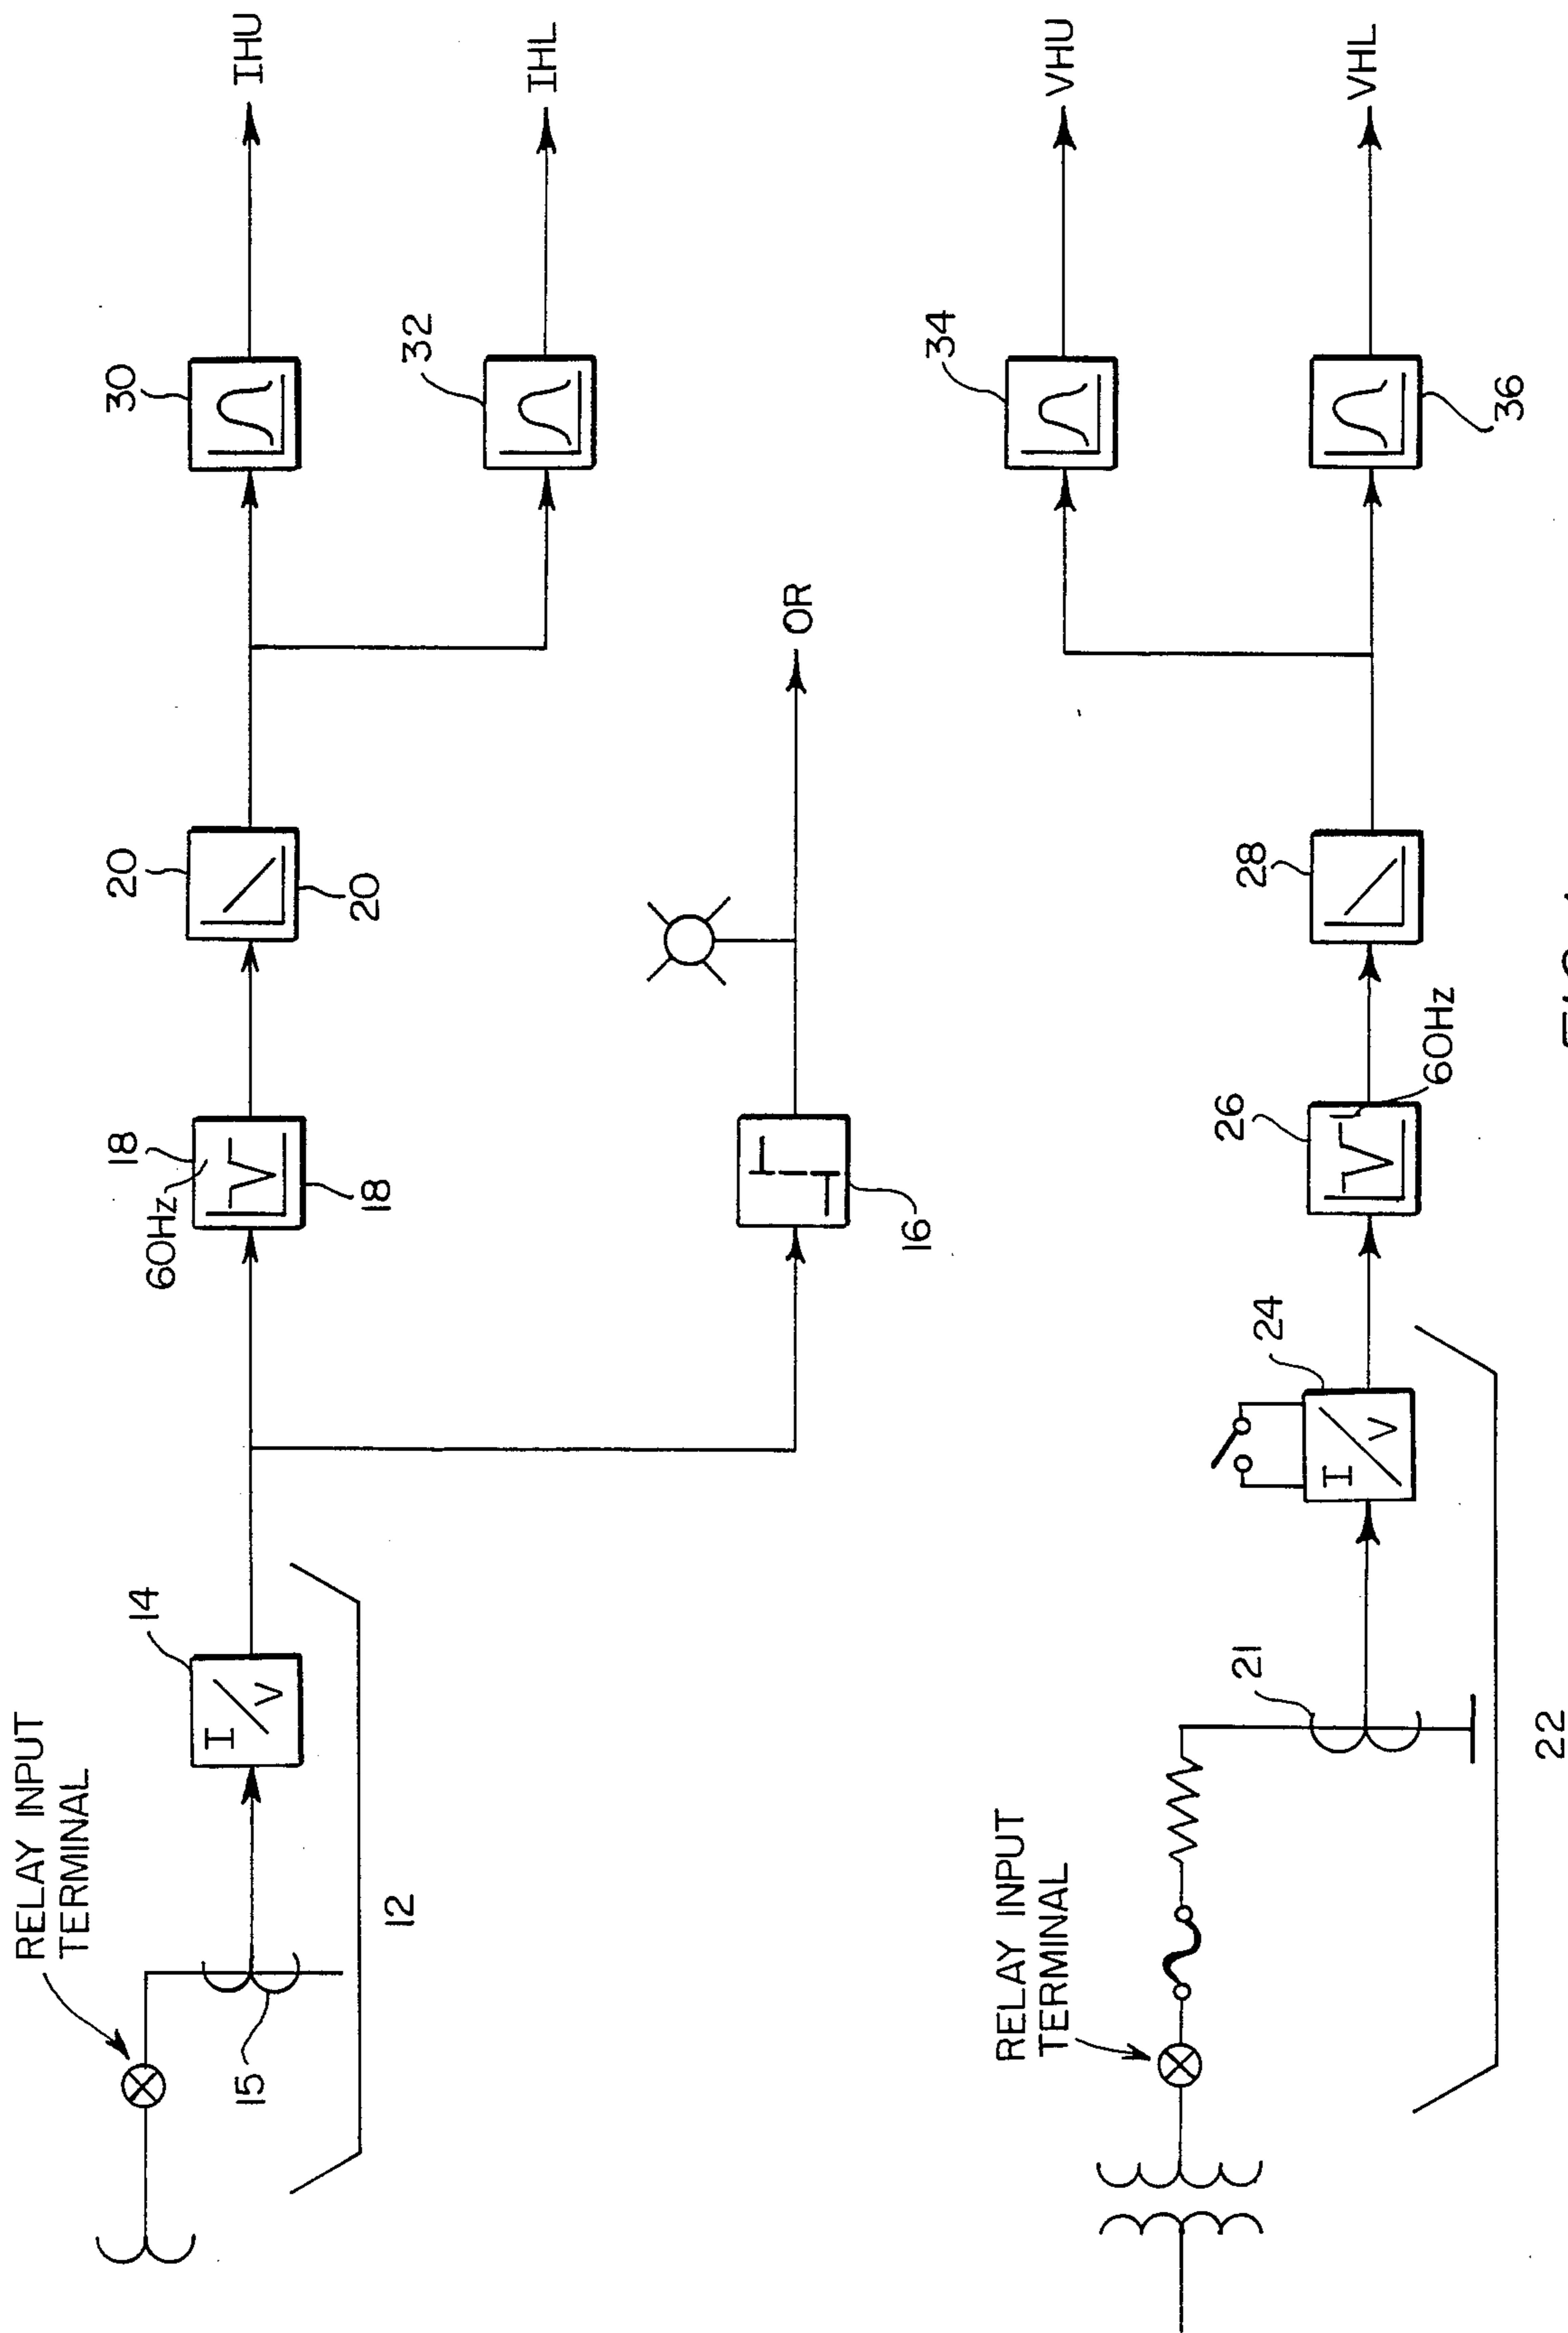 RELAY INPUT
TERMINAL
15
12
14
I
V
60Hz
18
18
20
20
30
IHU
32
IHL
16
OR
RELAY INPUT
TERMINAL
21
22
24
I
V
26
60Hz
28
34
VHU
36
VHL